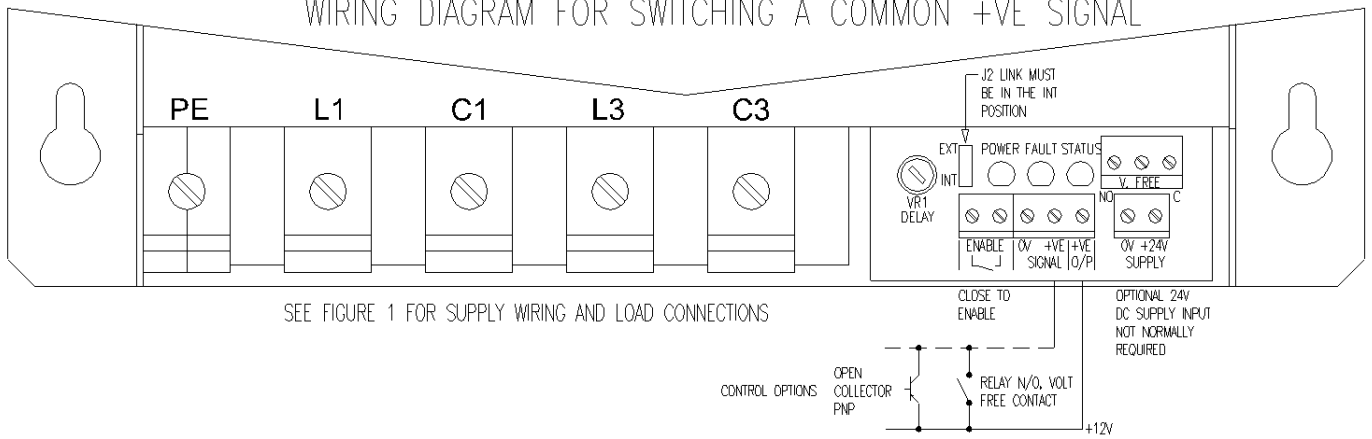 WIRING DIAGRAM FOR SWITCHING A COMMON +VE SIGNAL
J2 LINK MUST
BE IN THE INT
POSITION
PE L1 C1 L3 C3
EXT POWER FAULT STATUS
INT
V. FREE
VR1
DELAY
NO C
ENABLE 0V +VE +VE 0V +24V
SIGNAL O/P SUPPLY
SEE FIGURE 1 FOR SUPPLY WIRING AND LOAD CONNECTIONS
CLOSE TO
ENABLE
OPTIONAL 24V
DC SUPPLY INPUT
NOT NORMALLY
REQUIRED
CONTROL OPTIONS
OPEN
COLLECTOR
PNP
RELAY N/O, VOLT
FREE CONTACT
+12V